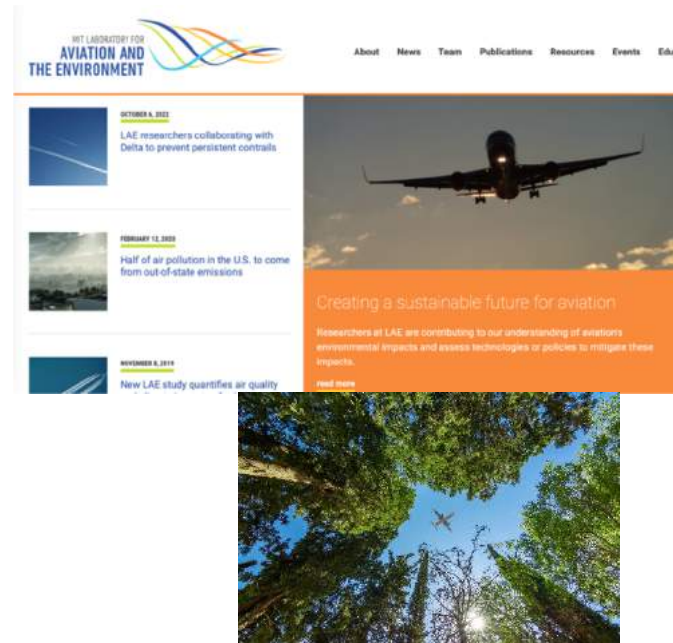 MIT LABORATORY FOR
AVIATION AND
THE ENVIRONMENT
About News Team Publications Resources Events Edu
OCTOBER 6, 2022
LAE researchers collaborating with
Delta to prevent persistent contrails
FEBRUARY 12, 2020
Half of air pollution in the U.S. to come
from out-of-state emissions
NOVEMBER 8, 2019
New LAE study quantifies air quality
Creating a sustainable future for aviation
Researchers at LAE are contributing to our understanding of aviation's
environmental impacts and assess technologies or policies to mitigate these
impacts.
read more